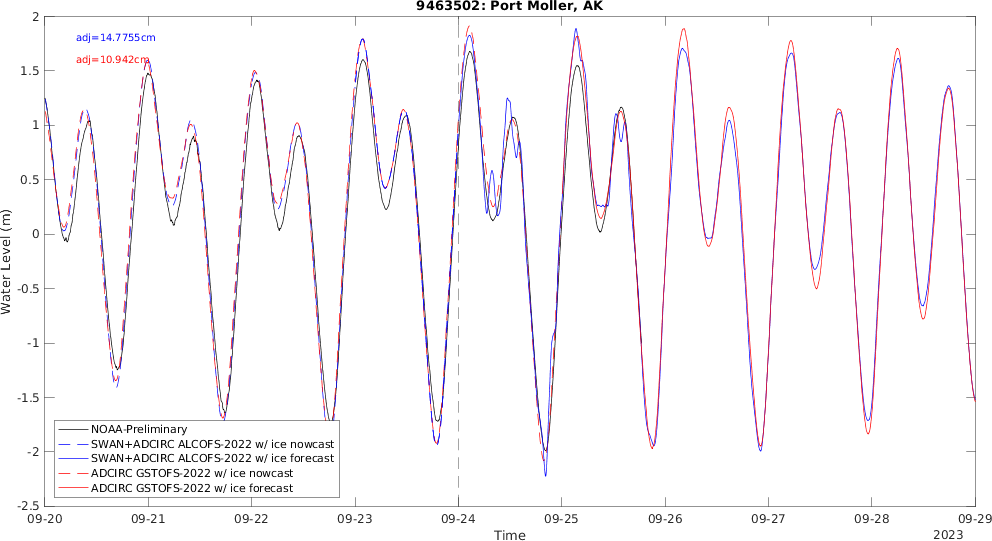 9463502: Port Moller, AK
adj=14.7755cm
adj=10.942cm
2
1.5
1
0.5
0
-0.5
-1
-1.5
-2
-2.5
Water Level (m)
NOAA-Preliminary
SWAN+ADCIRC ALCOFS-2022 w/ ice nowcast
SWAN+ADCIRC ALCOFS-2022 w/ ice forecast
ADCIRC GSTOFS-2022 w/ ice nowcast
ADCIRC GSTOFS-2022 w/ ice forecast
09-20 09-21 09-22 09-23 09-24 09-25 09-26 09-27 09-28 09-29
Time
2023